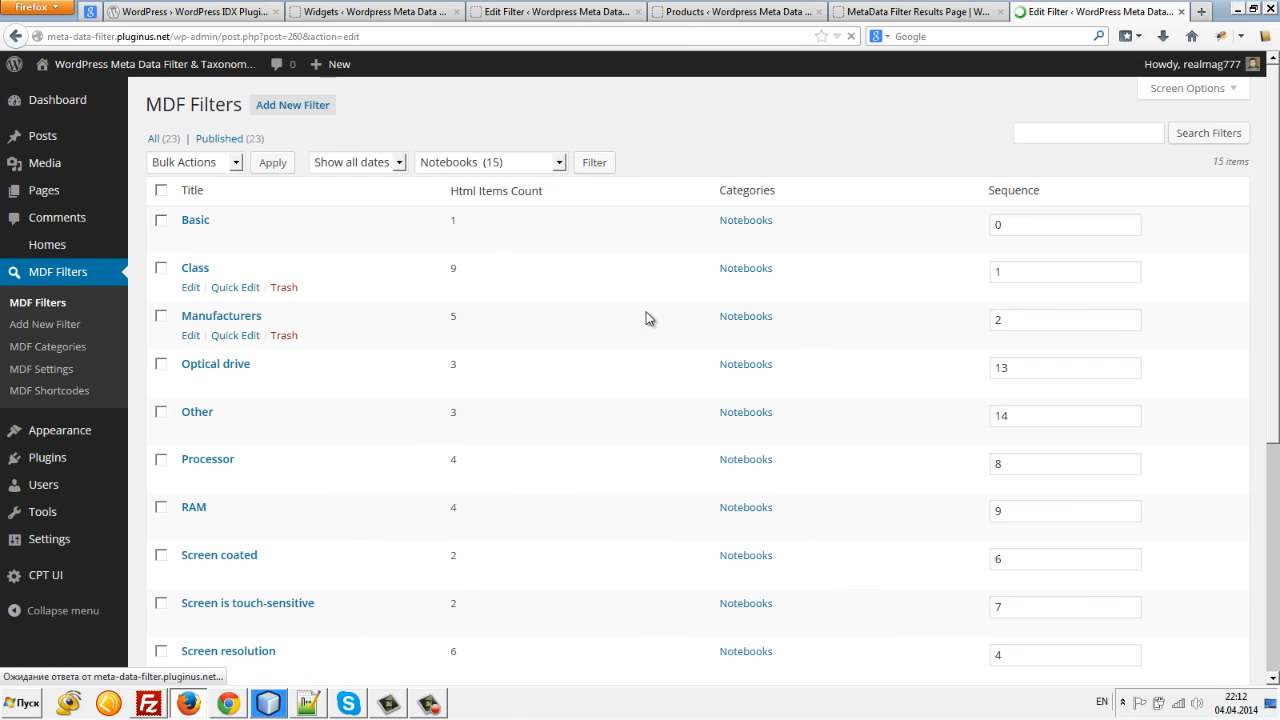 Firefox
WordPress › WordPress IDX Plugi...
Widgets ‹ Wordpress Meta Data ...
Edit Filter ‹ Wordpress Meta Data...
Products ‹ Wordpress Meta Data ...
MetaData Filter Results Page | W...
Edit Filter ‹ WordPress Meta Data...
meta-data-filter.pluginus.net/wp-admin/post.php?post=260&action=edit
Google
WordPress Meta Data Filter & Taxonom...
0
New
Howdy, realmag777
Dashboard
Posts
Media
Pages
Comments
Homes
MDF Filters
MDF Filters
Add New Filter
MDF Categories
MDF Settings
MDF Shortcodes
Appearance
Plugins
Users
Tools
Settings
CPT UI
Collapse menu
MDF Filters Add New Filter
Screen Options
All (23) | Published (23)
Search Filters
Bulk Actions Apply Show all dates Notebooks (15) Filter
15 items
Title Html Items Count Categories Sequence
Basic 1 Notebooks 0
Class 9 Notebooks 1
Edit | Quick Edit | Trash
Manufacturers 5 Notebooks 2
Edit | Quick Edit | Trash
Optical drive 3 Notebooks 13
Other 3 Notebooks 14
Processor 4 Notebooks 8
RAM 4 Notebooks 9
Screen coated 2 Notebooks 6
Screen is touch-sensitive 2 Notebooks 7
Screen resolution 6 Notebooks 4
Ожидание ответа от meta-data-filter.pluginus.net...
Пуск
EN
22:12
04.04.2014